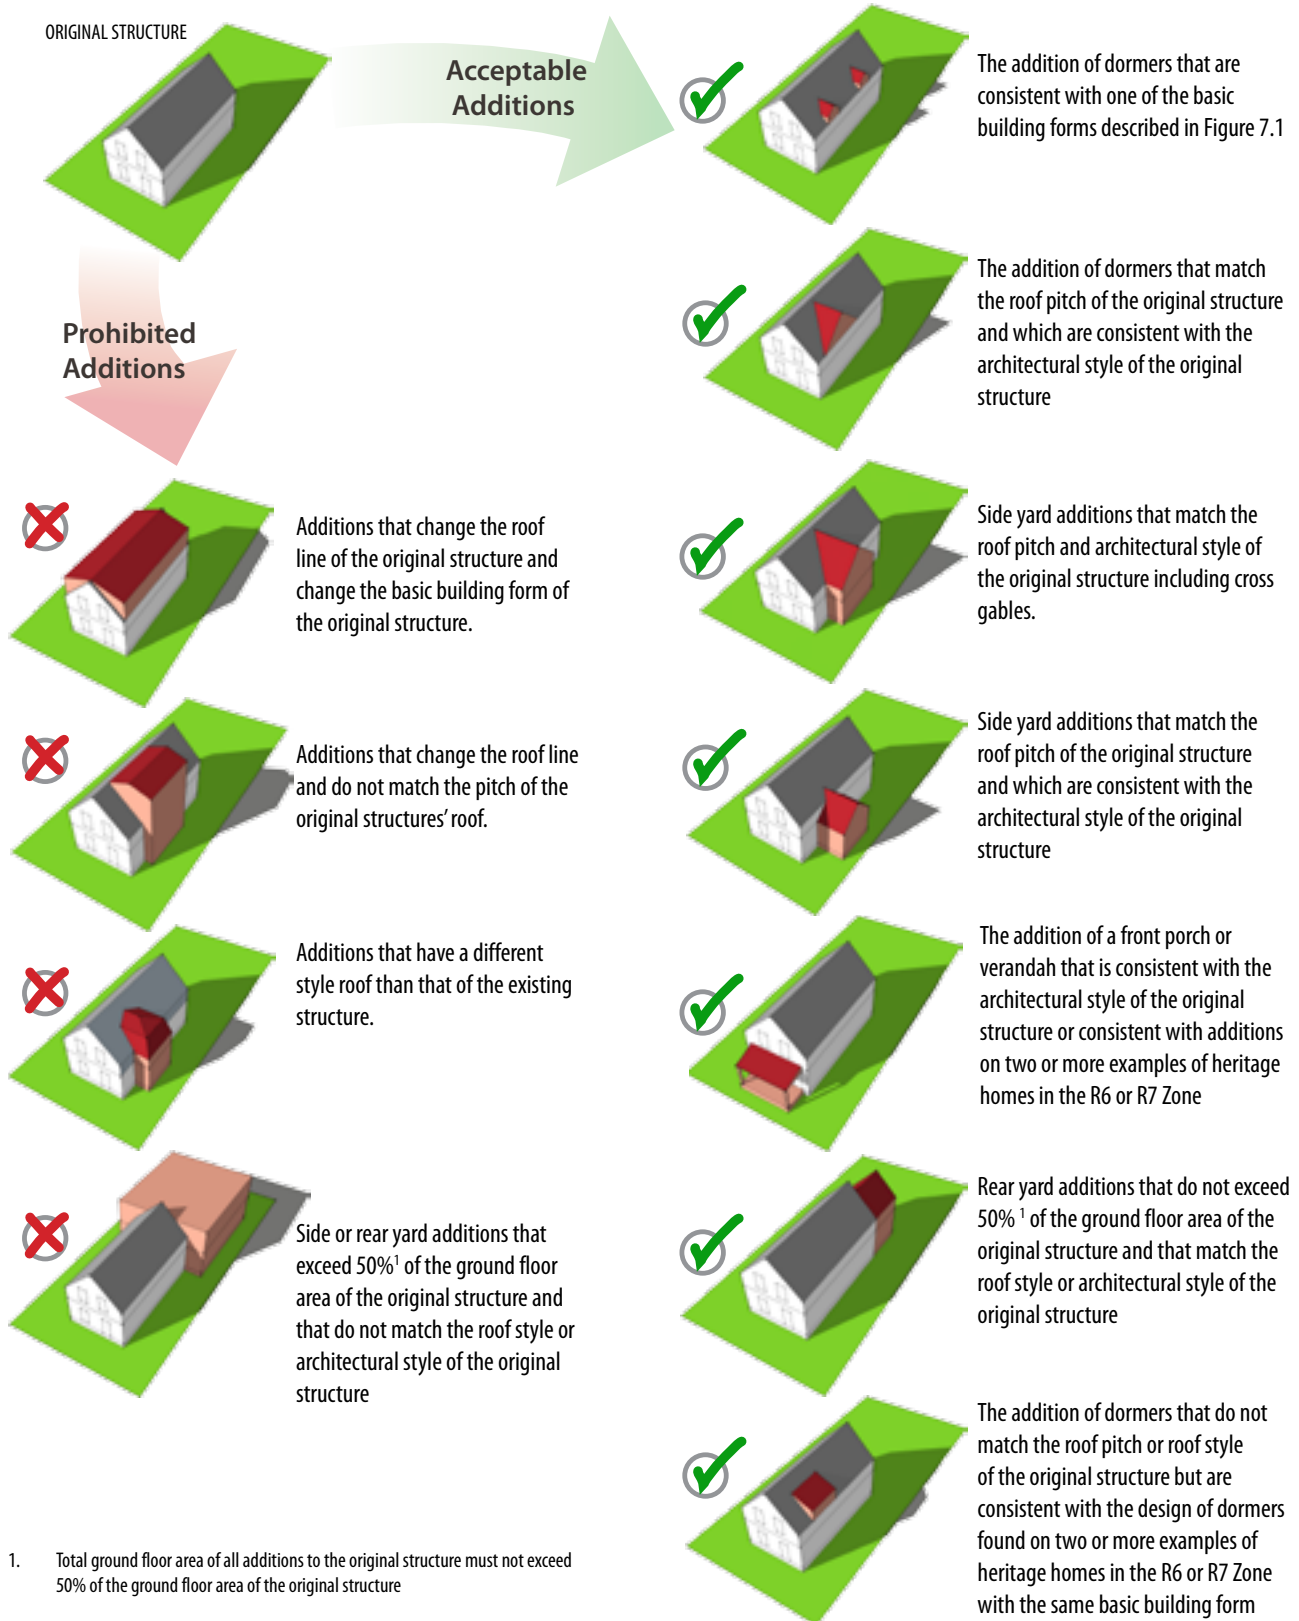 ORIGINAL STRUCTURE
Acceptable
Additions
Prohibited
Additions
The addition of dormers that are
consistent with one of the basic
building forms described in Figure 7.1
The addition of dormers that match
the roof pitch of the original structure
and which are consistent with the
architectural style of the original
structure
Side yard additions that match the
roof pitch and architectural style of
the original structure including cross
gables.
Side yard additions that match the
roof pitch of the original structure
and which are consistent with the
architectural style of the original
structure
The addition of a front porch or
verandah that is consistent with the
architectural style of the original
structure or consistent with additions
on two or more examples of heritage
homes in the R6 or R7 Zone
Rear yard additions that do not exceed
50% 1 of the ground floor area of the
original structure and that match the
roof style or architectural style of the
original structure
The addition of dormers that do not
match the roof pitch or roof style
of the original structure but are
consistent with the design of dormers
found on two or more examples of
heritage homes in the R6 or R7 Zone
with the same basic building form
Additions that change the roof
line of the original structure and
change the basic building form of
the original structure.
Additions that change the roof line
and do not match the pitch of the
original structures' roof.
Additions that have a different
style roof than that of the existing
structure.
Side or rear yard additions that
exceed 50%1 of the ground floor
area of the original structure and
that do not match the roof style or
architectural style of the original
structure
1. Total ground floor area of all additions to the original structure must not exceed
50% of the ground floor area of the original structure